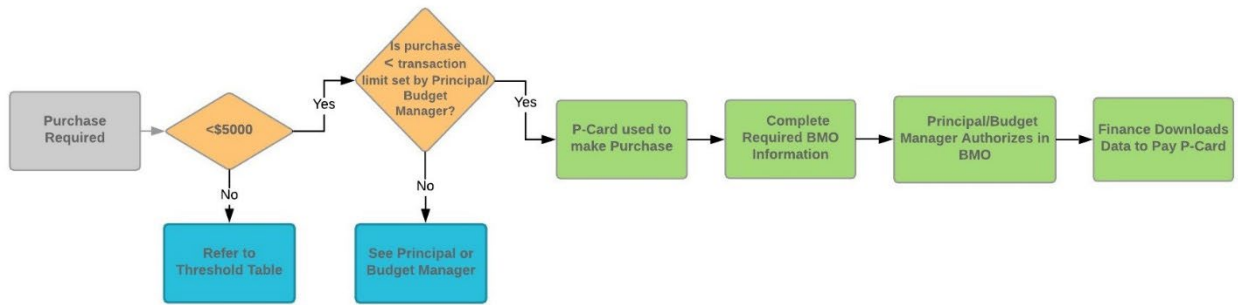 Purchase
Required
<$5000
Yes
No
Refer to
Threshold Table
Is purchase
< transaction
limit set by Principal/
Budget
Manager?
Yes
No
See Principal or
Budget Manager
P-Card used to
make Purchase
Complete
Required BMO
Information
Principal/Budget
Manager Authorizes in
BMO
Finance Downloads
Data to Pay P-Card